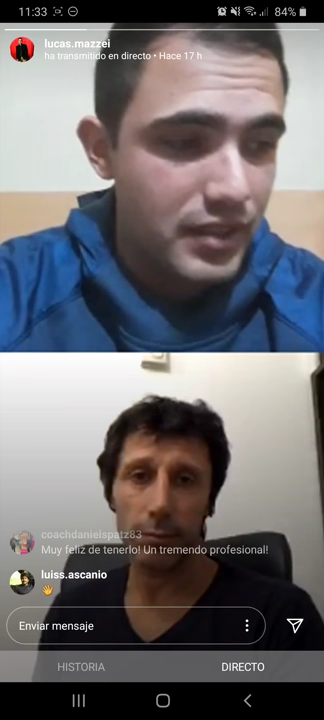 11:33
84%
lucas.mazzei
ha transmitido en directo • Hace 17 h
coachdanielspatz83
Muy feliz de tenerlo! Un tremendo profesional!
luiss.ascanio
👋
Enviar mensaje
HISTORIA
DIRECTO